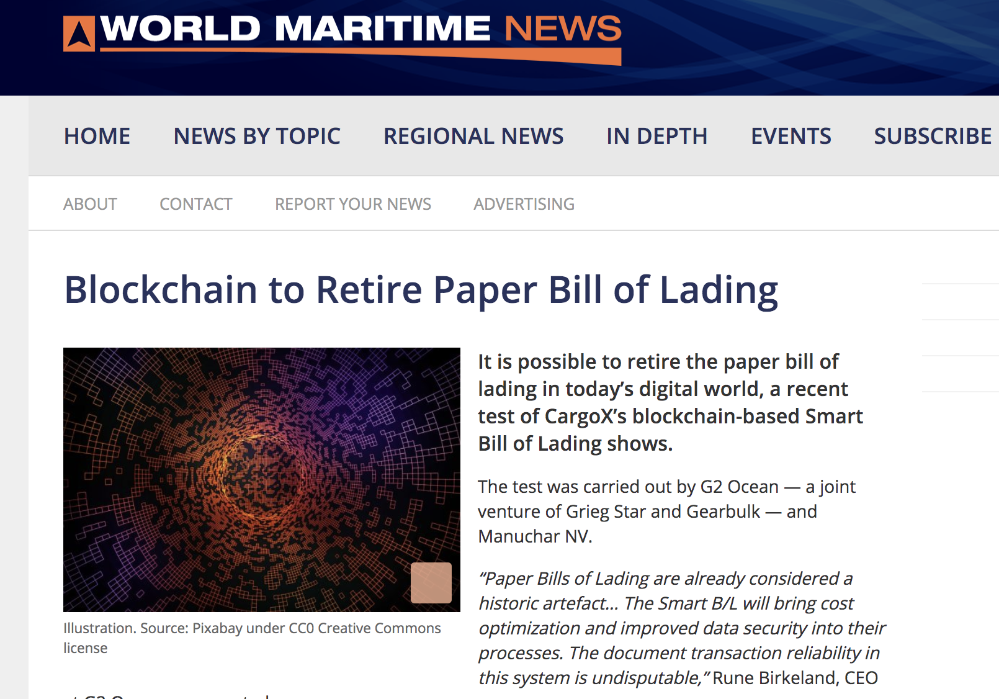 WORLD MARITIME NEWS
HOME NEWS BY TOPIC REGIONAL NEWS IN DEPTH EVENTS SUBSCRIBE
ABOUT CONTACT REPORT YOUR NEWS ADVERTISING
Blockchain to Retire Paper Bill of Lading
It is possible to retire the paper bill of
lading in today’s digital world, a recent
test of CargoX’s blockchain-based Smart
Bill of Lading shows.
The test was carried out by G2 Ocean — a joint
venture of Grieg Star and Gearbulk — and
Manuchar NV.
“Paper Bills of Lading are already considered a
historic artefact... The Smart B/L will bring cost
optimization and improved data security into their
processes. The document transaction reliability in
this system is undisputable,” Rune Birkeland, CEO
Illustration. Source: Pixabay under CC0 Creative Commons
license